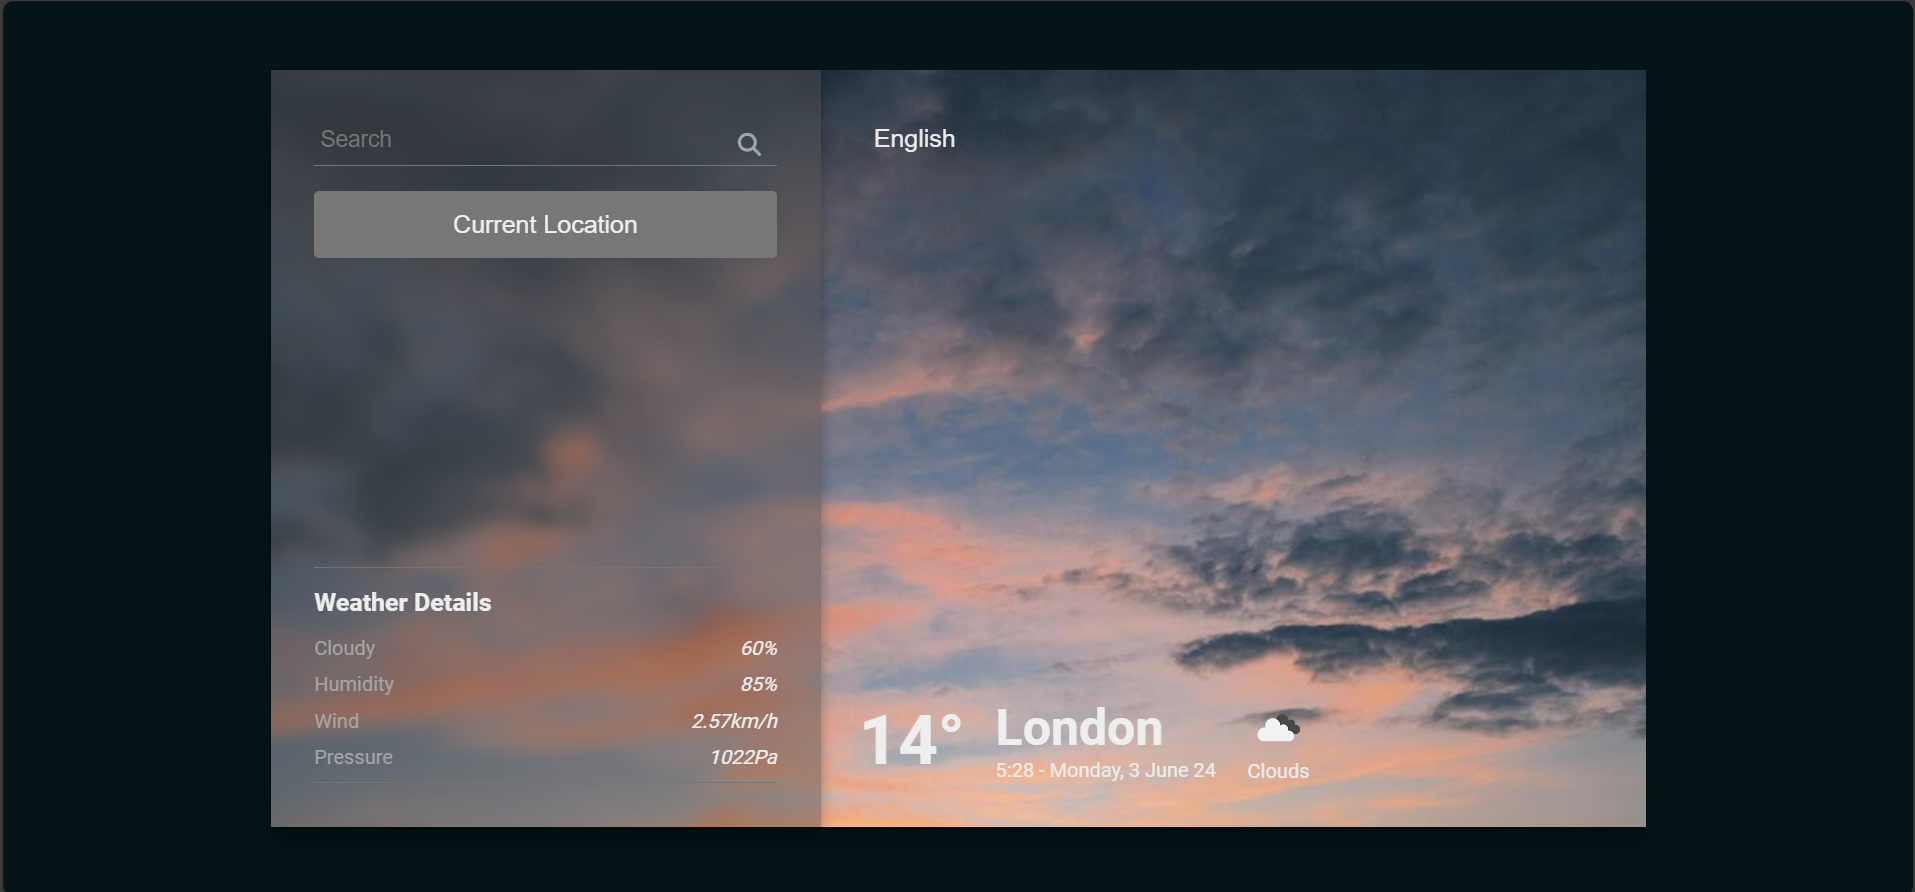 Search
Current Location
Weather Details
Cloudy 60%
Humidity 85%
Wind 2.57km/h
Pressure 1022Pa
English
14° London
5:28 - Monday, 3 June 24
Clouds